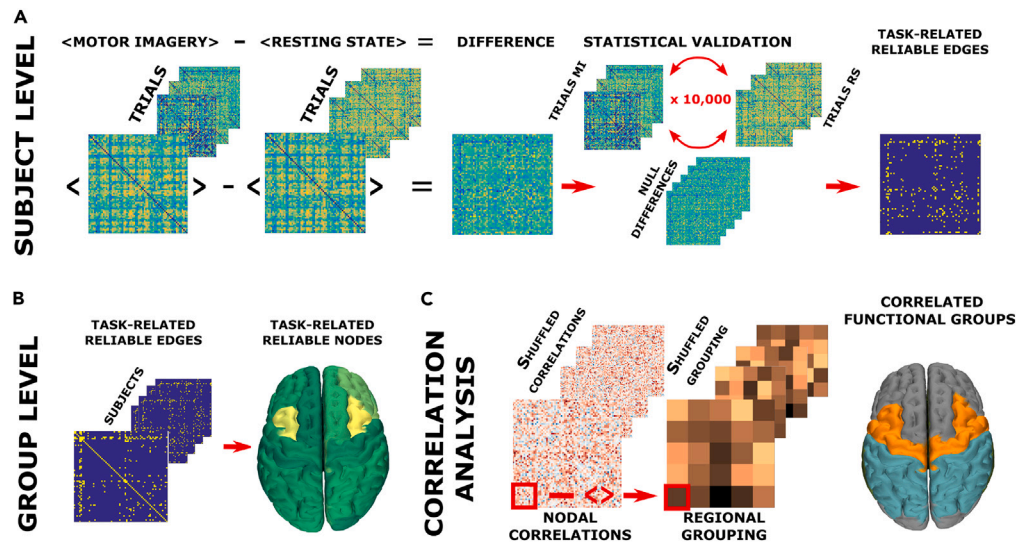 A
SUBJECT LEVEL
<MOTOR IMAGERY> - <RESTING STATE> = DIFFERENCE
STATISTICAL VALIDATION
TASK-RELATED
RELIABLE EDGES
TRIALS
TRIALS
TRIALS MI
x 10,000
TRIALS RS
< > - < > =
NULL
DIFFERENCES
B
GROUP LEVEL
TASK-RELATED
RELIABLE EDGES
TASK-RELATED
RELIABLE NODES
SUBJECTS
C
CORRELATION
ANALYSIS
SHUFFLED
CORRELATIONS
SHUFFLED
GROUPING
CORRELATED
FUNCTIONAL GROUPS
<>
NODAL
CORRELATIONS
REGIONAL
GROUPING